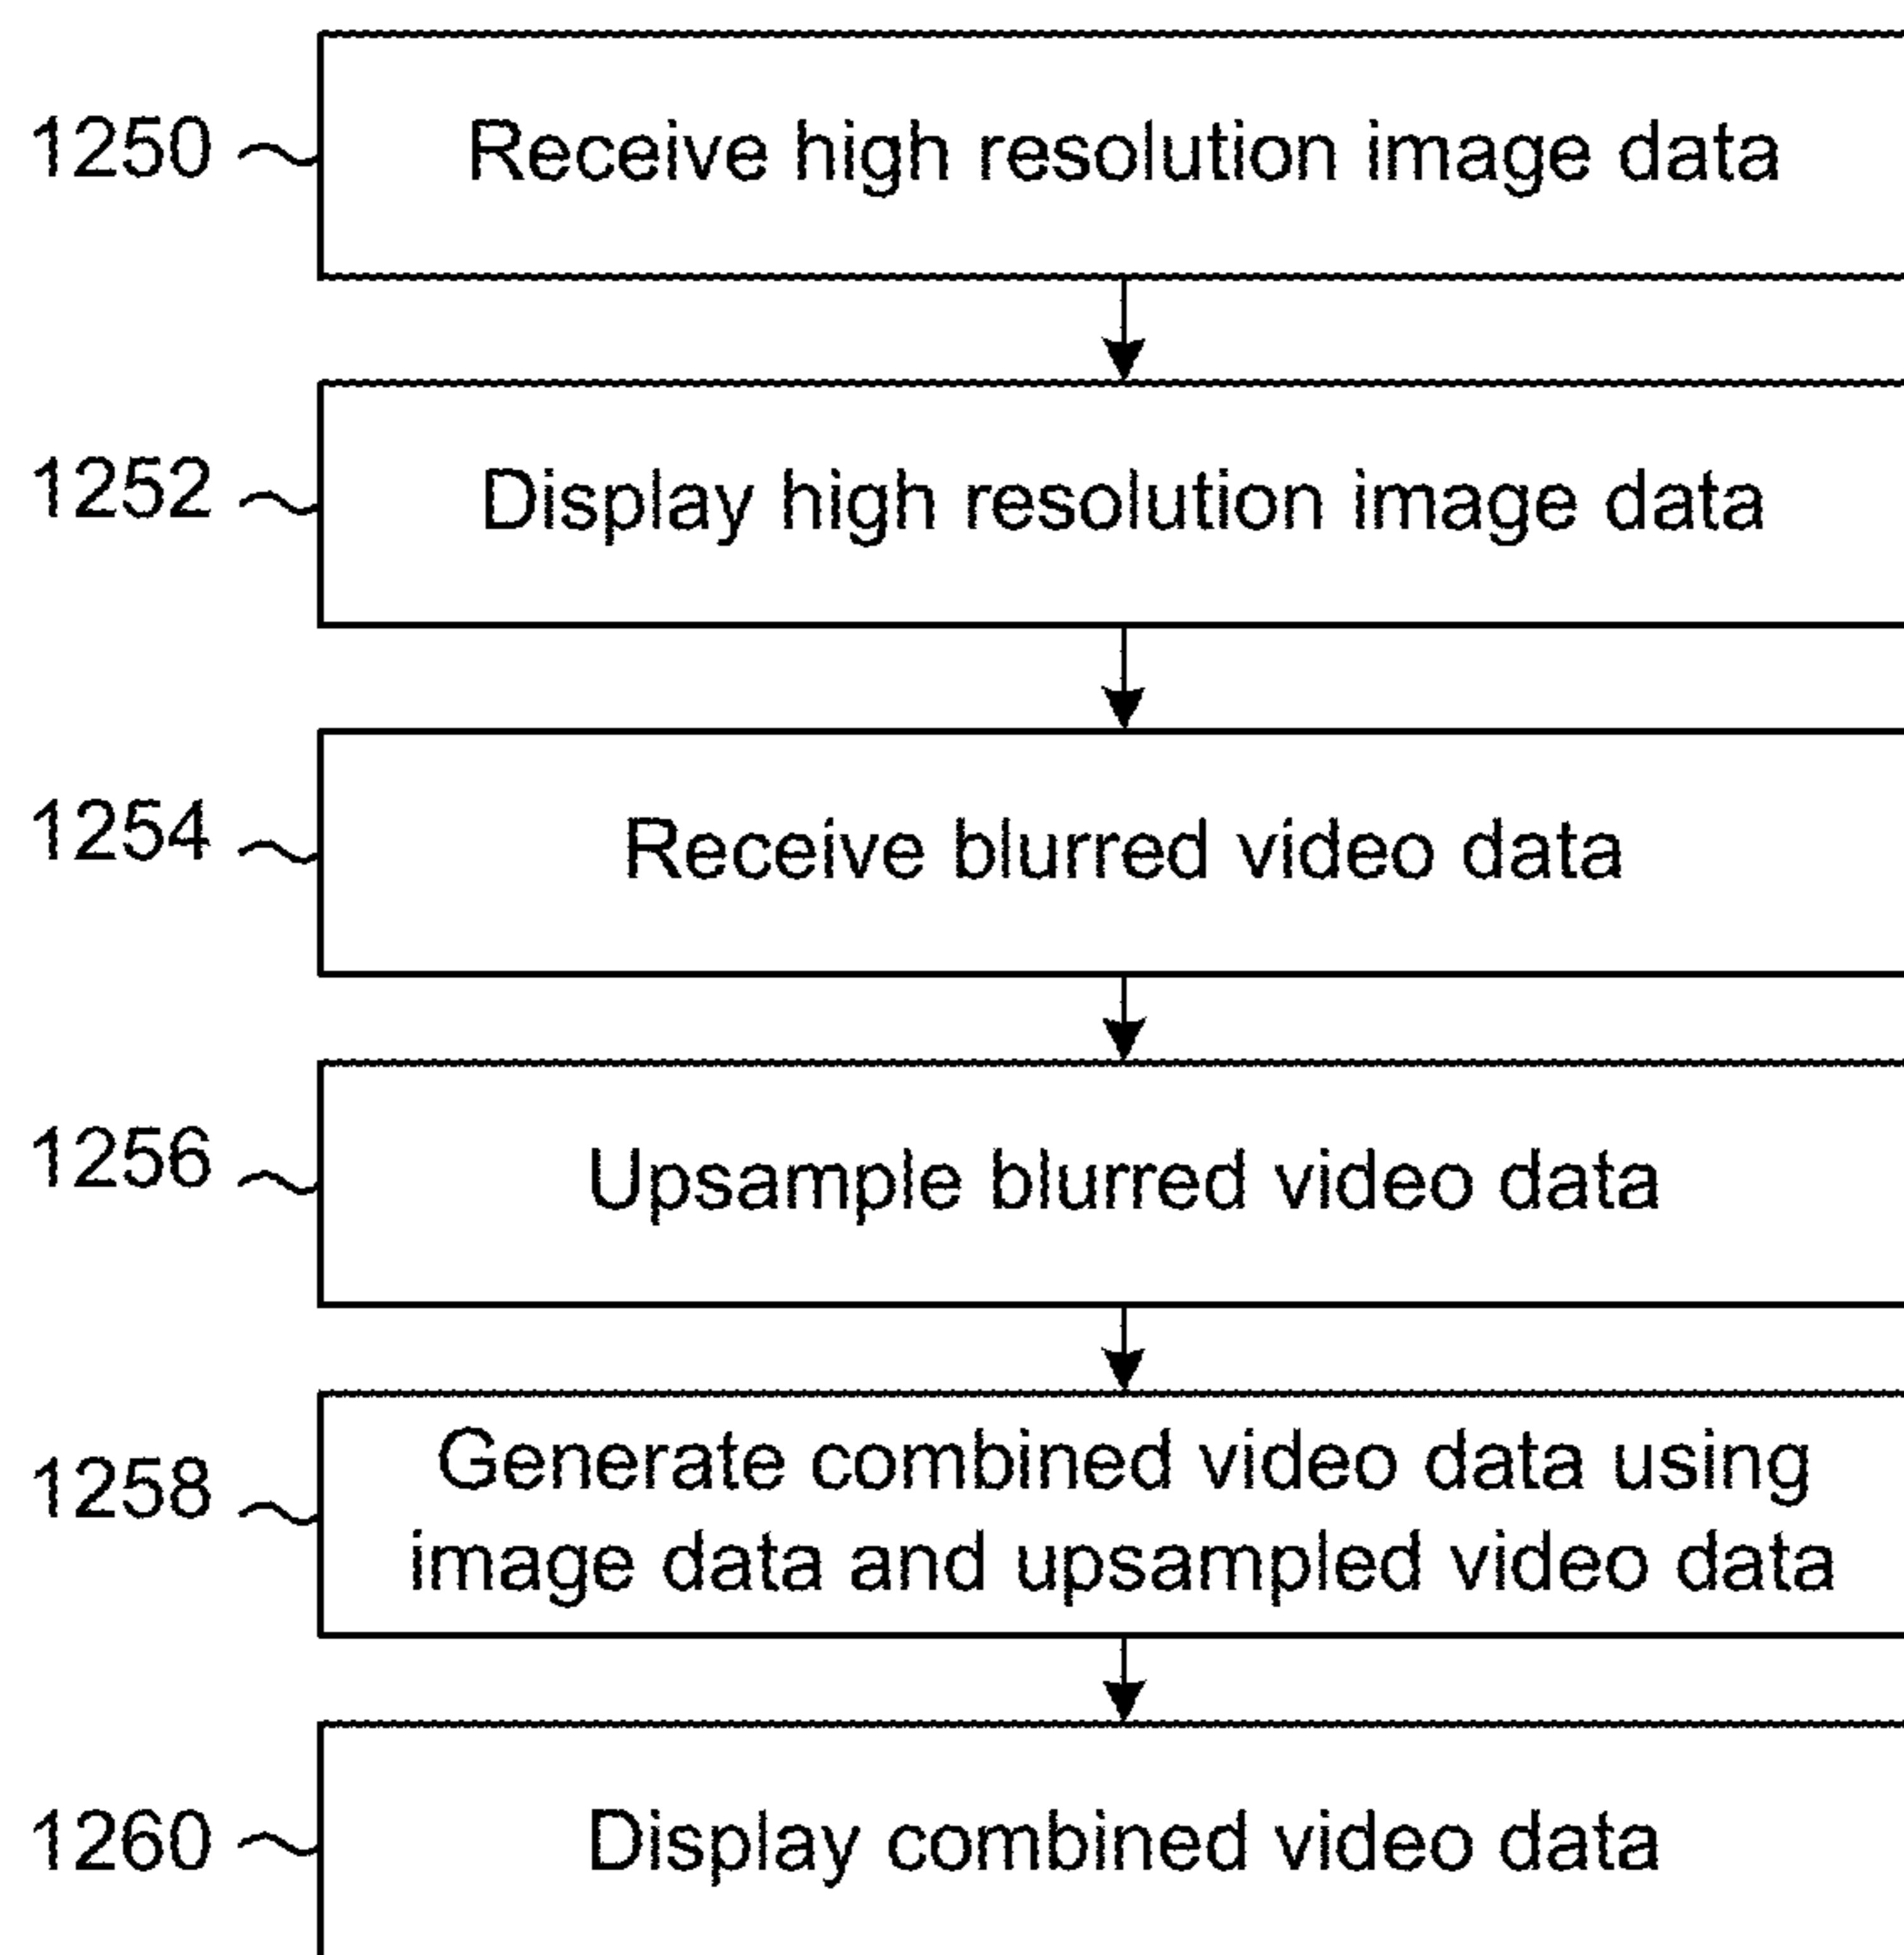 1250
Receive high resolution image data
1252
Display high resolution image data
1254
Receive blurred video data
1256
Upsample blurred video data
1258
Generate combined video data using
image data and upsampled video data
1260
Display combined video data